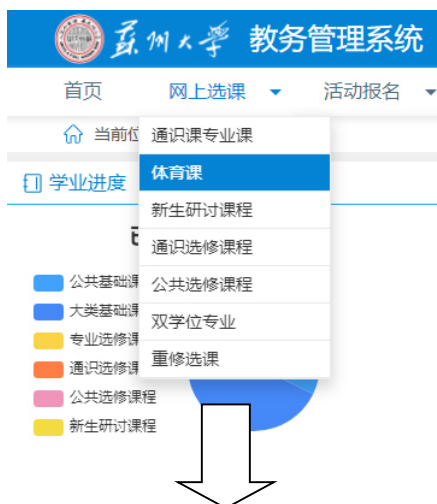 蘇州大学 教务管理系统
首页 网上选课 活动报名
当前位
通识课专业课
学业进度 体育课
新生研讨课程
通识选修课程
公共基础课 公共选修课程
大类基础课 双学位专业
专业选修课 重修选课
通识选修课
公共选修课程
新生研讨课程